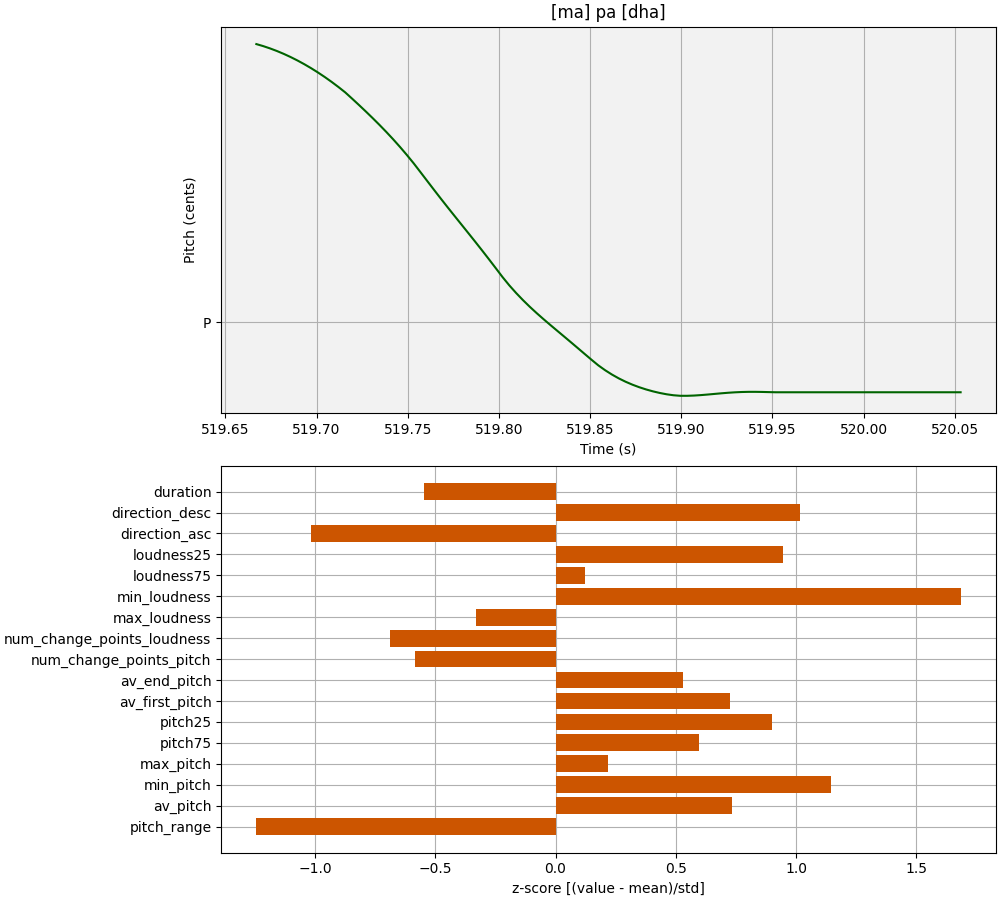 [ma] pa [dha]
Pitch (cents)
P
519.65 519.70 519.75 519.80 519.85 519.90 519.95 520.00 520.05
Time (s)
duration
direction_desc
direction_asc
loudness25
loudness75
min_loudness
max_loudness
num_change_points_loudness
num_change_points_pitch
av_end_pitch
av_first_pitch
pitch25
pitch75
max_pitch
min_pitch
av_pitch
pitch_range
−1.0 −0.5 0.0 0.5 1.0 1.5
z-score [(value - mean)/std]